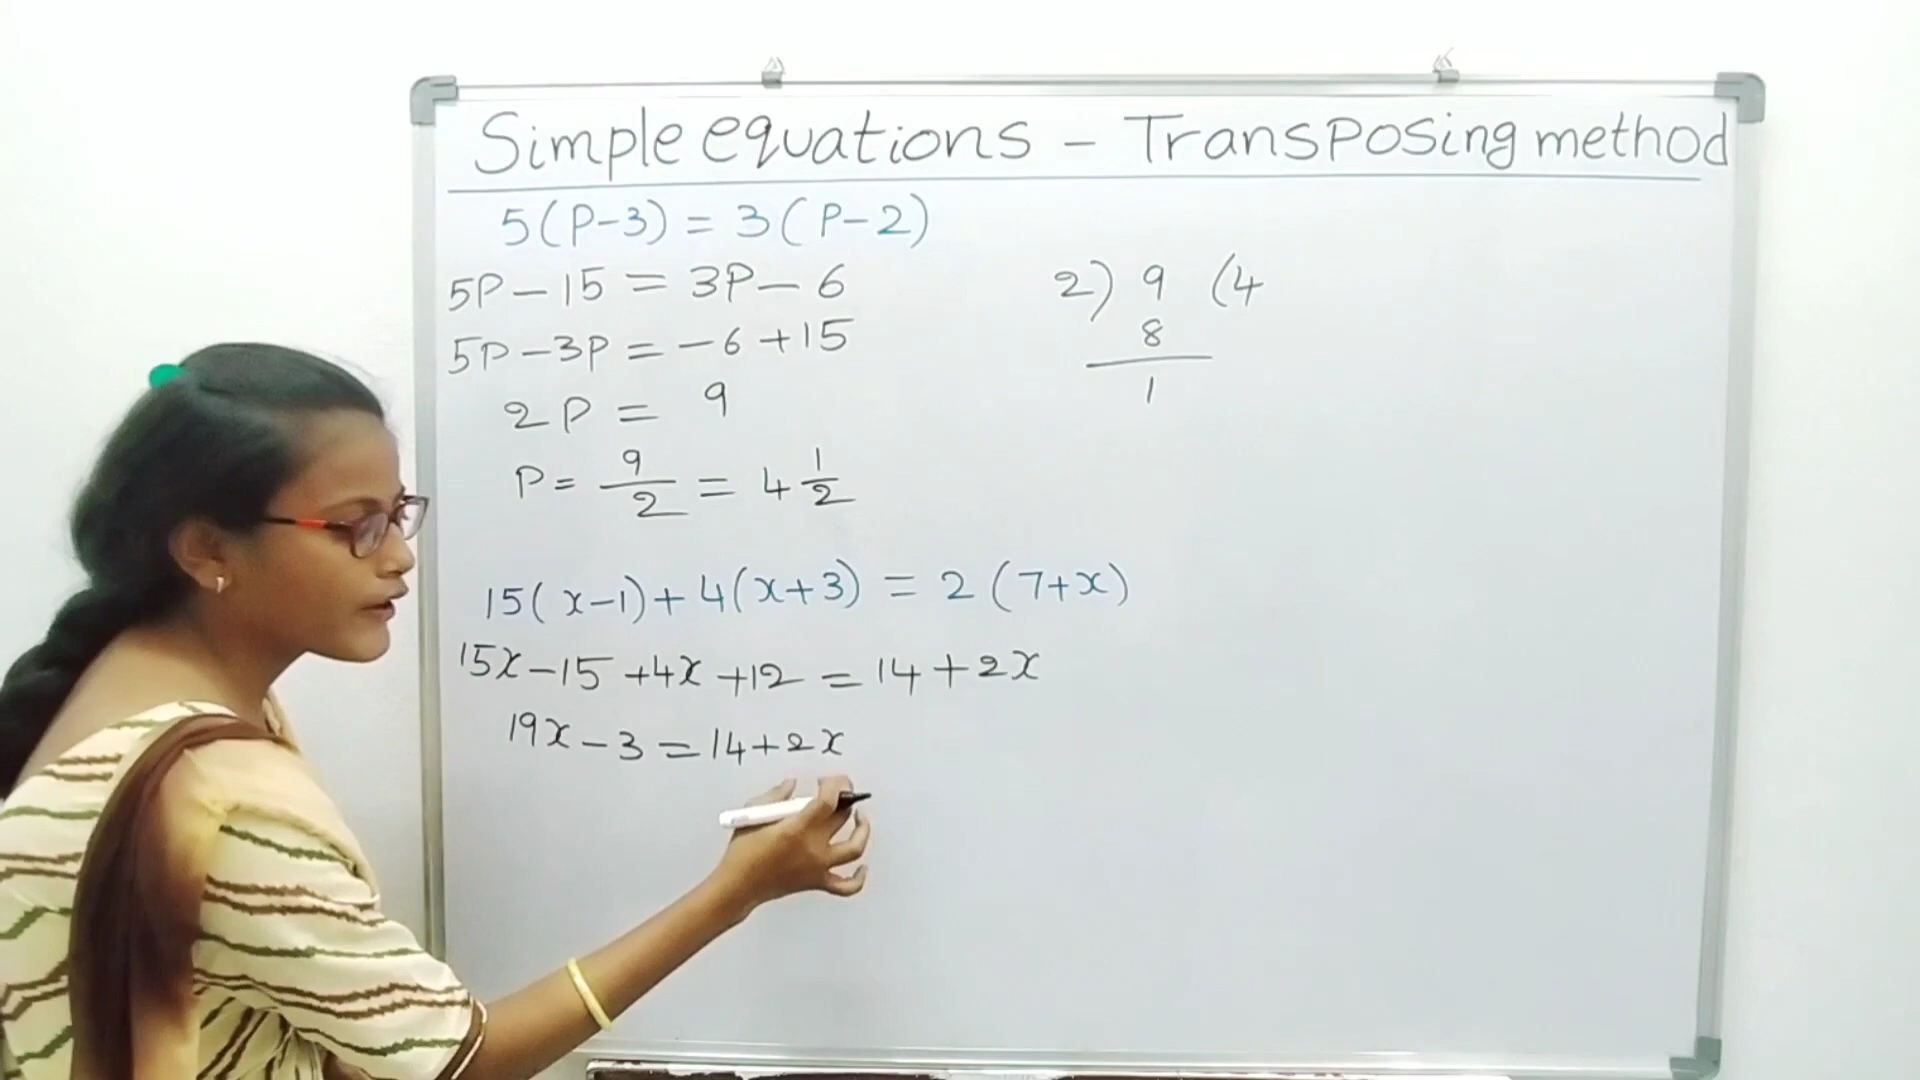 Simple equations – Transposing method
5(P-3) = 3(P-2)
5P-15 = 3P-6
5P-3P = -6+15
2P = 9
P = 9/2 = 4 1/2
2) 9 (4
8
1
15(x-1)+4(x+3) = 2(7+x)
15x-15+4x+12 = 14+2x
19x-3 = 14+2x